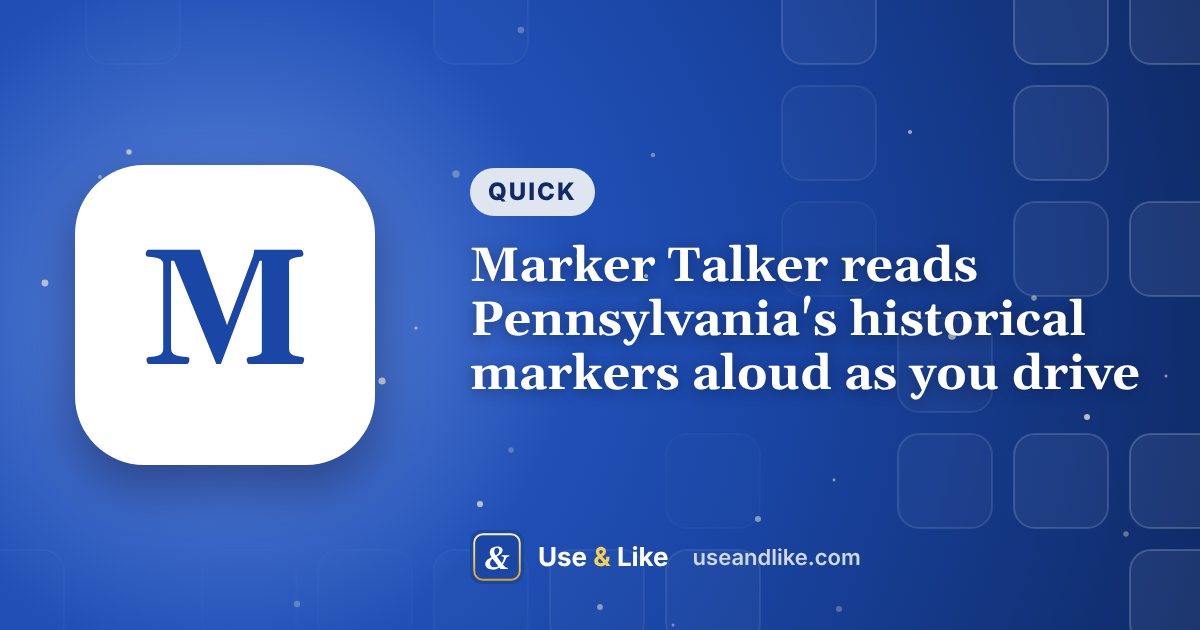 M
QUICK
Marker Talker reads
Pennsylvania's historical
markers aloud as you drive
& Use & Like useandlike.com